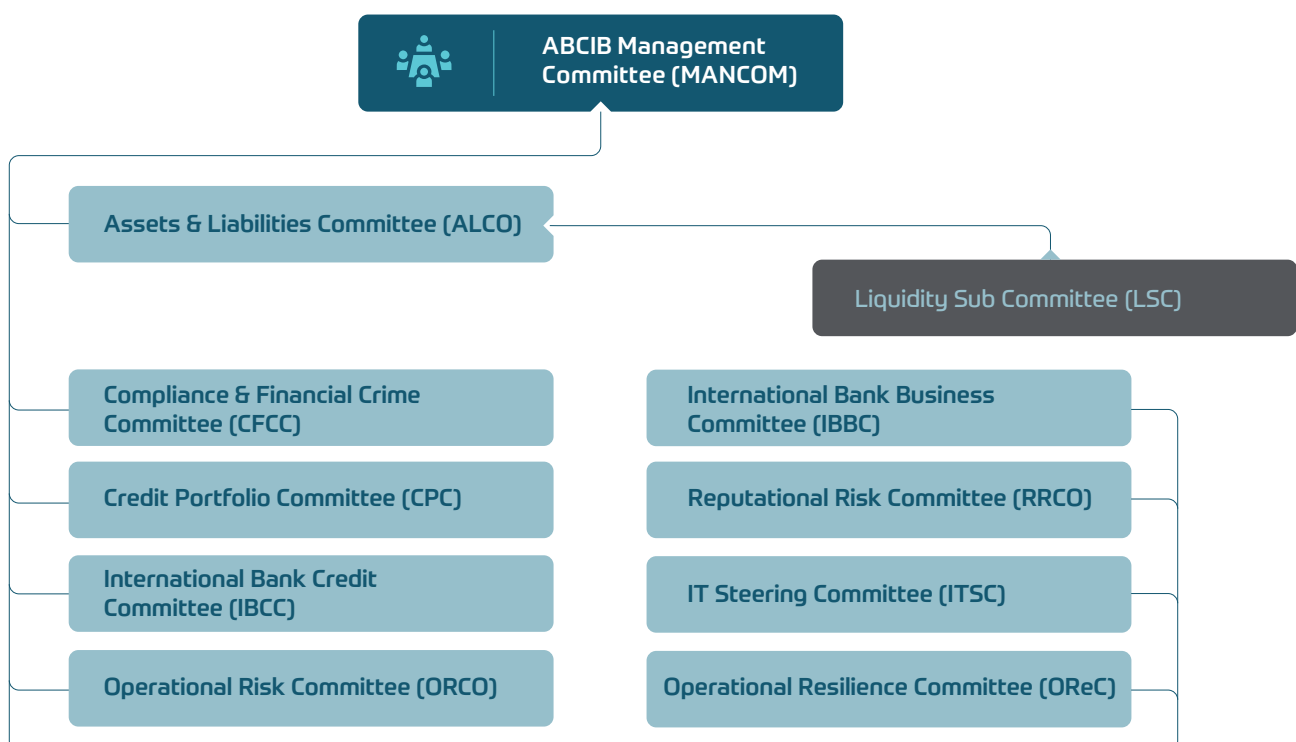 ABCIB Management
Committee (MANCOM)
Assets & Liabilities Committee (ALCO)
Liquidity Sub Committee (LSC)
Compliance & Financial Crime
Committee (CFCC)
International Bank Business
Committee (IBBC)
Credit Portfolio Committee (CPC)
Reputational Risk Committee (RRCO)
International Bank Credit
Committee (IBCC)
IT Steering Committee (ITSC)
Operational Risk Committee (ORCO)
Operational Resilience Committee (OReC)